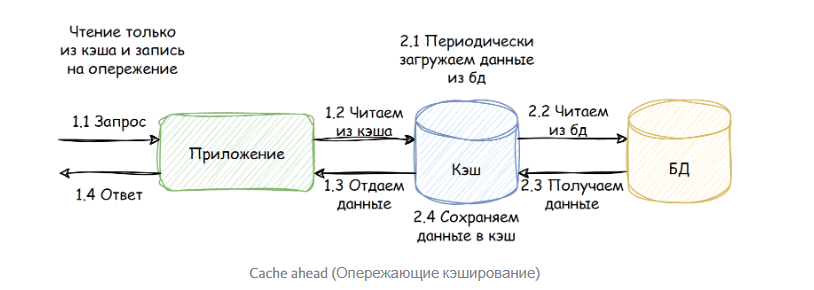 Чтение только
из кэша и запись
на опережение
2.1 Периодически
загружаем данные
из бд
1.1 Запрос
1.2 Читаем
из кэша
2.2 Читаем
из бд
Приложение
Кэш
БД
1.4 Ответ
1.3 Отдаем
данные
2.3 Получаем
данные
2.4 Сохраняем
данные в кэш
Cache ahead (Опережающие кэширование)